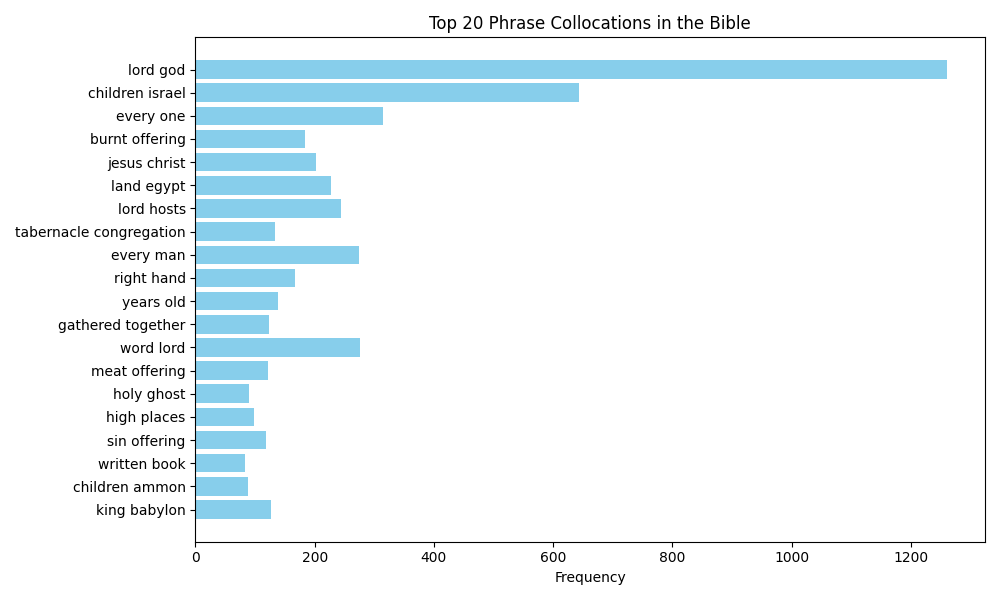 Top 20 Phrase Collocations in the Bible
lord god
children israel
every one
burnt offering
jesus christ
land egypt
lord hosts
tabernacle congregation
every man
right hand
years old
gathered together
word lord
meat offering
holy ghost
high places
sin offering
written book
children ammon
king babylon
0 200 400 600 800 1000 1200
Frequency